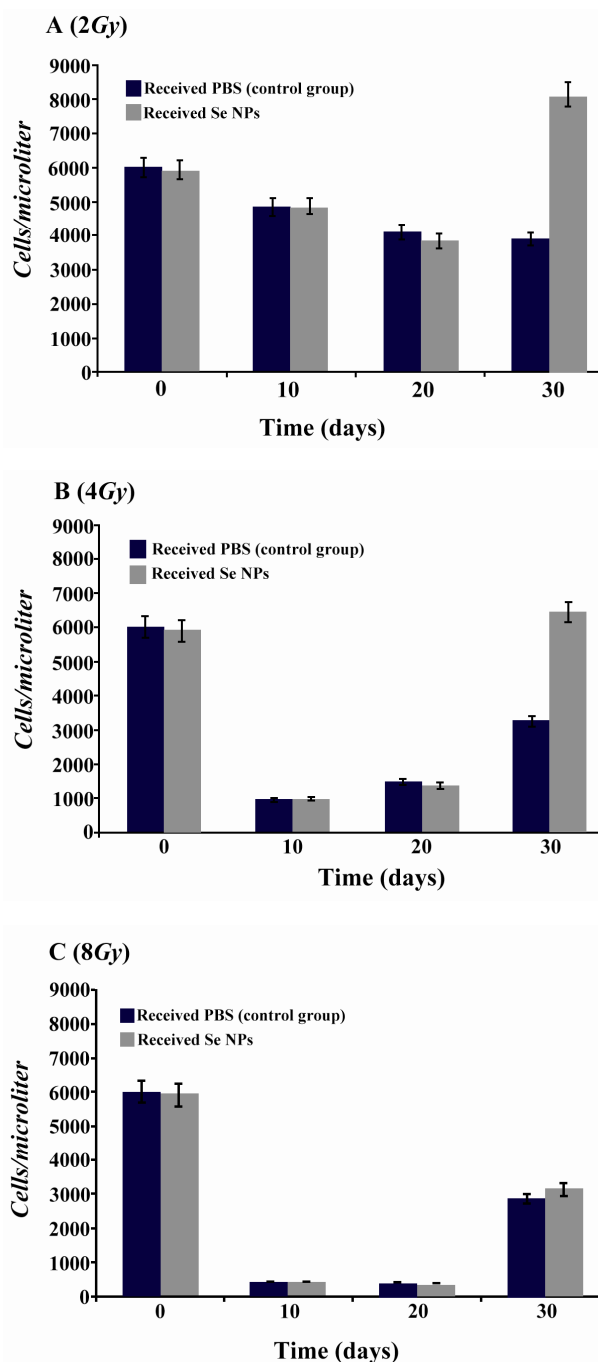 A (2Gy)
9000
8000
7000
6000
5000
4000
3000
2000
1000
0
Cells/microliter
Received PBS (control group)
Received Se NPs
0 10 20 30
Time (days)
B (4Gy)
9000
8000
7000
6000
5000
4000
3000
2000
1000
0
Cells/microliter
Received PBS (control group)
Received Se NPs
0 10 20 30
Time (days)
C (8Gy)
9000
8000
7000
6000
5000
4000
3000
2000
1000
0
Cells/microliter
Received PBS (control group)
Received Se NPs
0 10 20 30
Time (days)